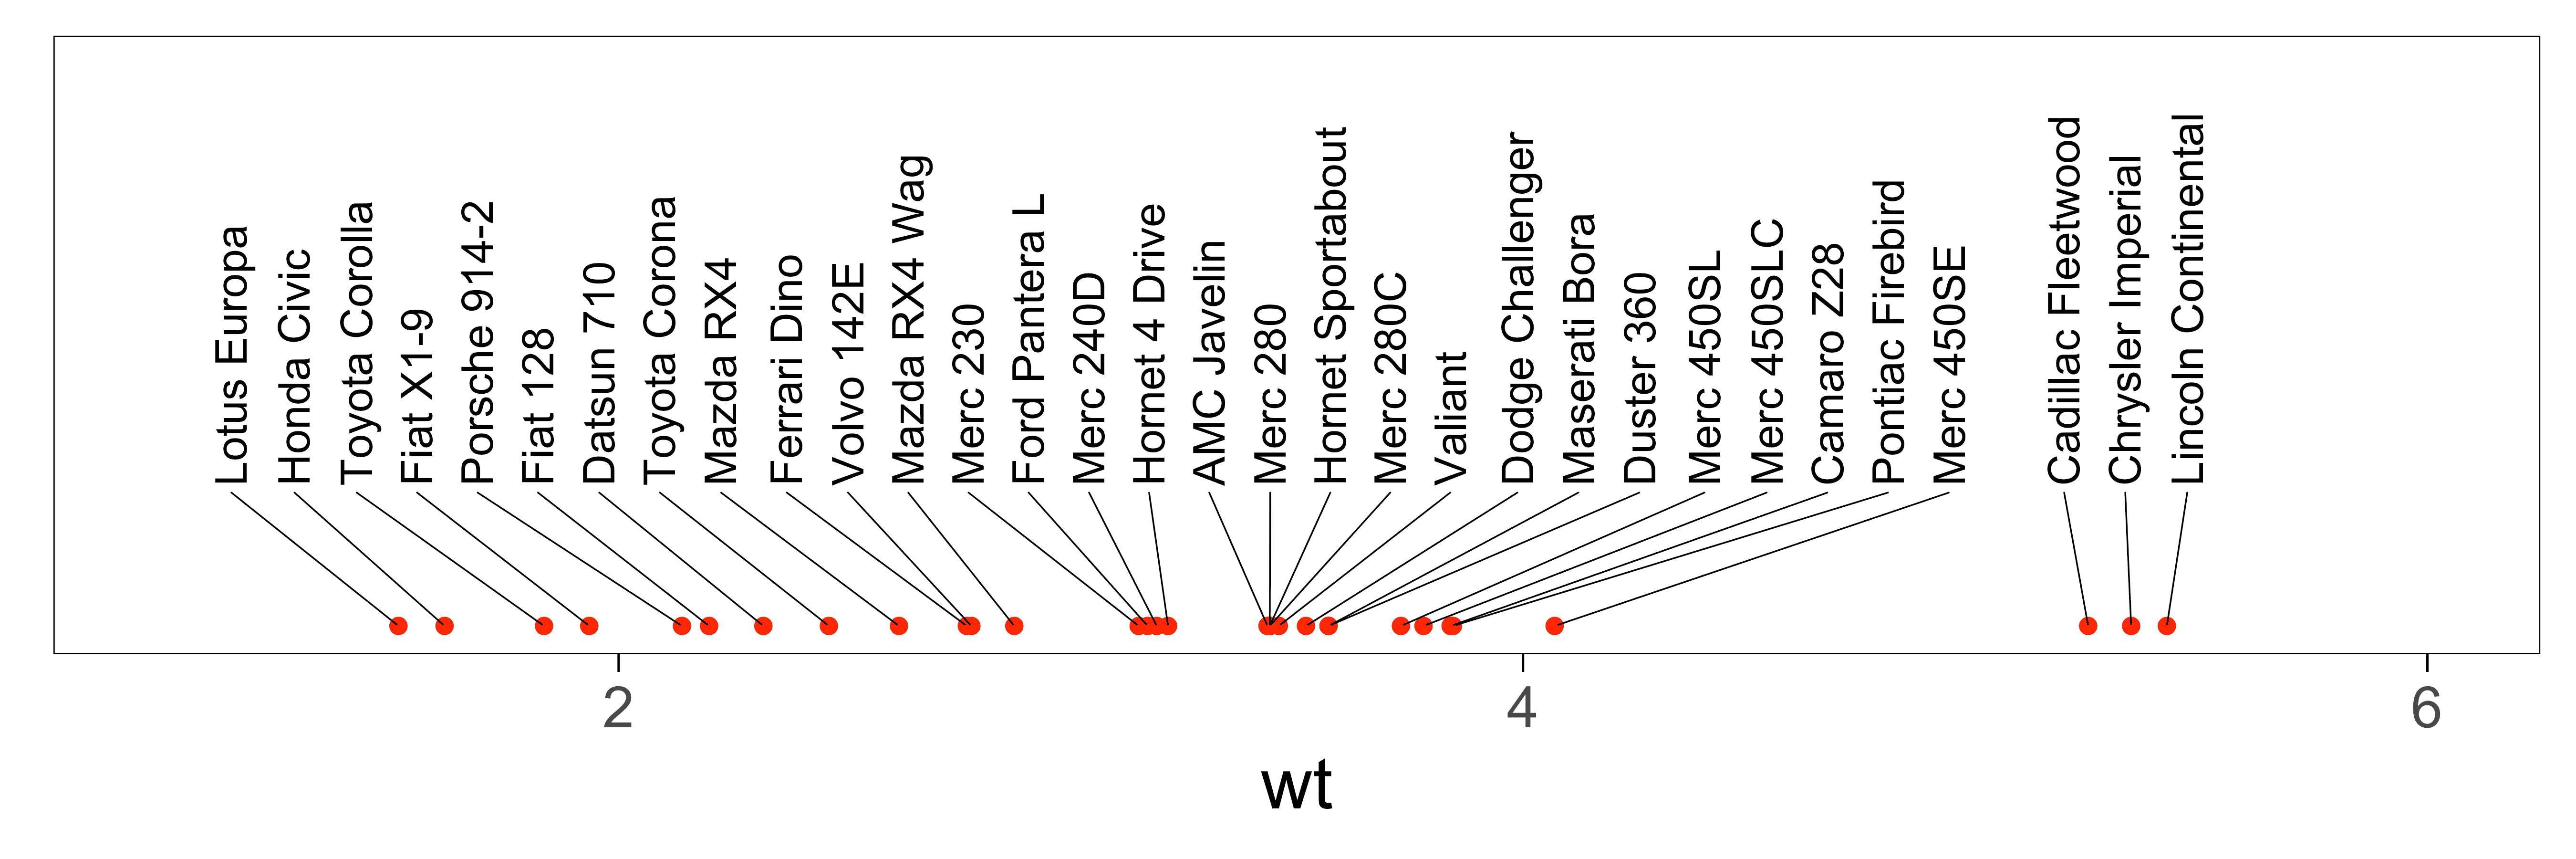 Lotus Europa
Honda Civic
Toyota Corolla
Fiat X1-9
Porsche 914-2
Fiat 128
Datsun 710
Toyota Corona
Mazda RX4
Ferrari Dino
Volvo 142E
Mazda RX4 Wag
Merc 230
Ford Pantera L
Merc 240D
Hornet 4 Drive
AMC Javelin
Merc 280
Hornet Sportabout
Merc 280C
Valiant
Dodge Challenger
Maserati Bora
Duster 360
Merc 450SL
Merc 450SLC
Camaro Z28
Pontiac Firebird
Merc 450SE
Cadillac Fleetwood
Chrysler Imperial
Lincoln Continental
2 4 6
wt